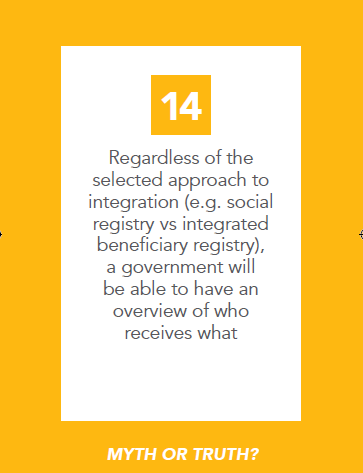 14
Regardless of the
selected approach to
integration (e.g. social
registry vs integrated
beneficiary registry),
a government will
be able to have an
overview of who
receives what
MYTH OR TRUTH?